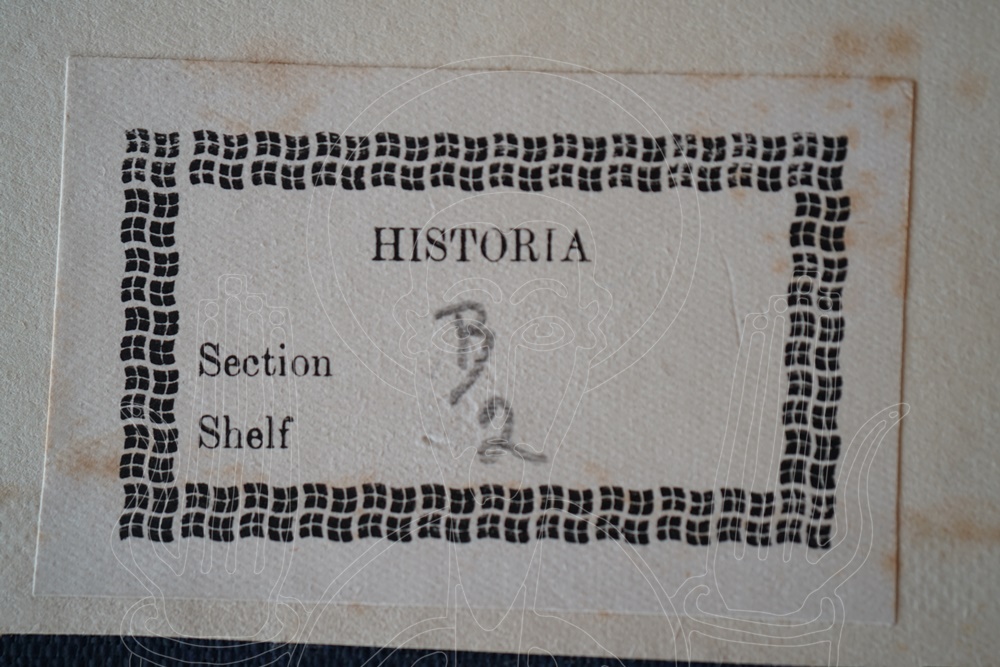 HISTORIA
Section B
Shelf 2